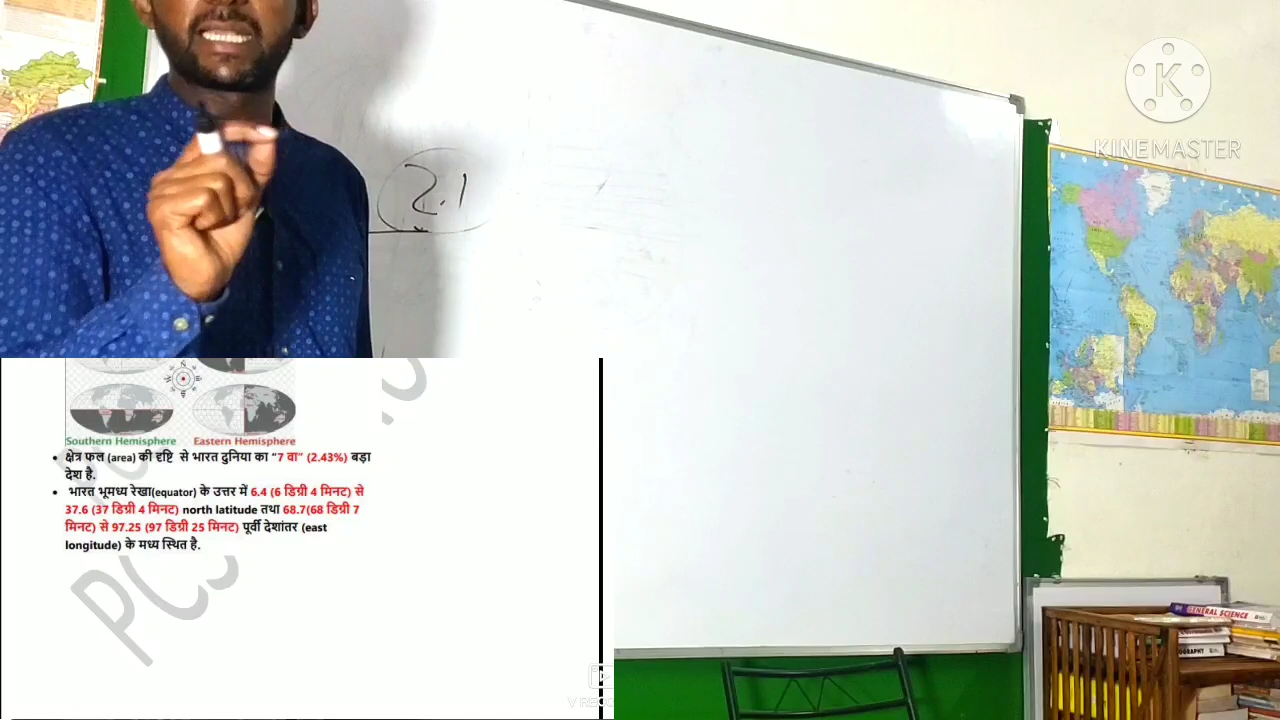 KINEMASTER
2.1
Southern Hemisphere Eastern Hemisphere
• क्षेत्र फल (area) की दृष्टि से भारत दुनिया का "7 वा" (2.43%) बड़ा
देश है.
• भारत भूमध्य रेखा(equator) के उत्तर में 6.4 (6 डिग्री 4 मिनट) से
37.6 (37 डिग्री 4 मिनट) north latitude तथा 68.7(68 डिग्री 7
मिनट) से 97.25 (97 डिग्री 25 मिनट) पूर्वी देशांतर (east
longitude) के मध्य स्थित है.
GENERAL SCIENCE